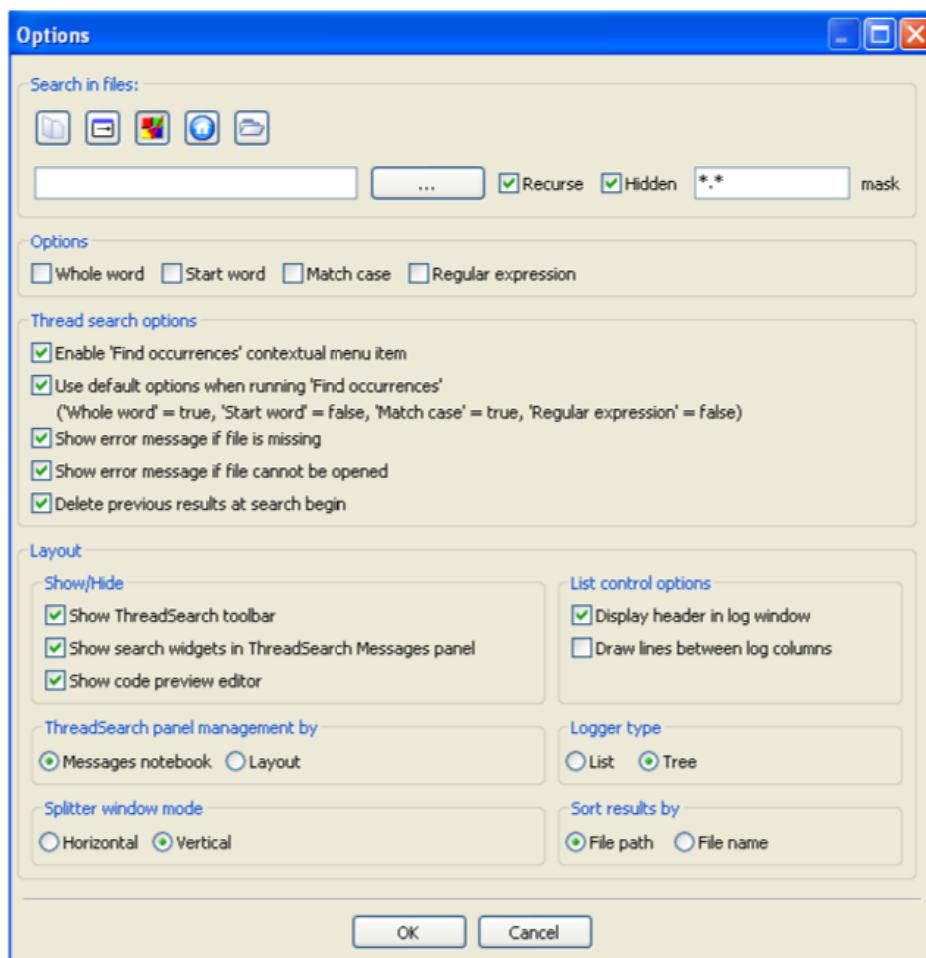 Options
Search in files:
... Recurse Hidden *.* mask
Options
Whole word Start word Match case Regular expression
Thread search options
Enable 'Find occurrences' contextual menu item
Use default options when running 'Find occurrences'
('Whole word' = true, 'Start word' = false, 'Match case' = true, 'Regular expression' = false)
Show error message if file is missing
Show error message if file cannot be opened
Delete previous results at search begin
Layout
Show/Hide
Show ThreadSearch toolbar
Show search widgets in ThreadSearch Messages panel
Show code preview editor
List control options
Display header in log window
Draw lines between log columns
ThreadSearch panel management by
Messages notebook Layout
Logger type
List Tree
Splitter window mode
Horizontal Vertical
Sort results by
File path File name
OK Cancel